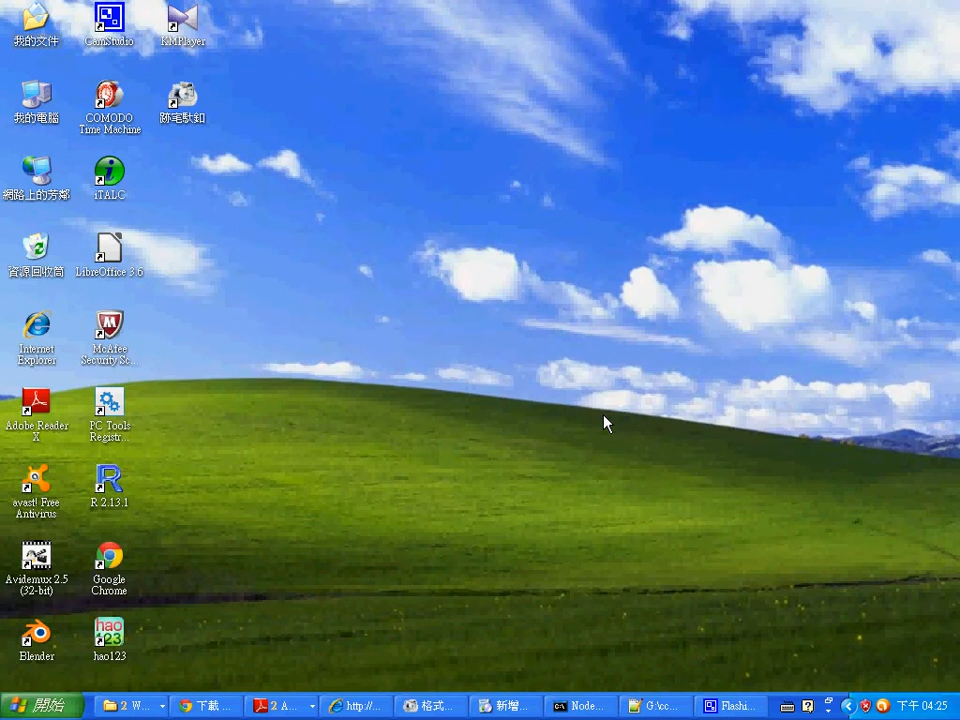 我的文件
CamStudio
KMPlayer
我的電腦
COMODO
Time Machine
網路上的芳鄰
iTALC
資源回收筒
LibreOffice 3.6
Internet
Explorer
McAfee
Security Sc...
Adobe Reader
X
PC Tools
Registr...
avast! Free
Antivirus
R 2.13.1
Avidemux 2.5
(32-bit)
Google
Chrome
Blender
hao
123
hao123
開始
2 W...
下載 ...
2 A...
http://...
格式...
新增...
Node...
G:\cc...
Flashi...
下午 04:25